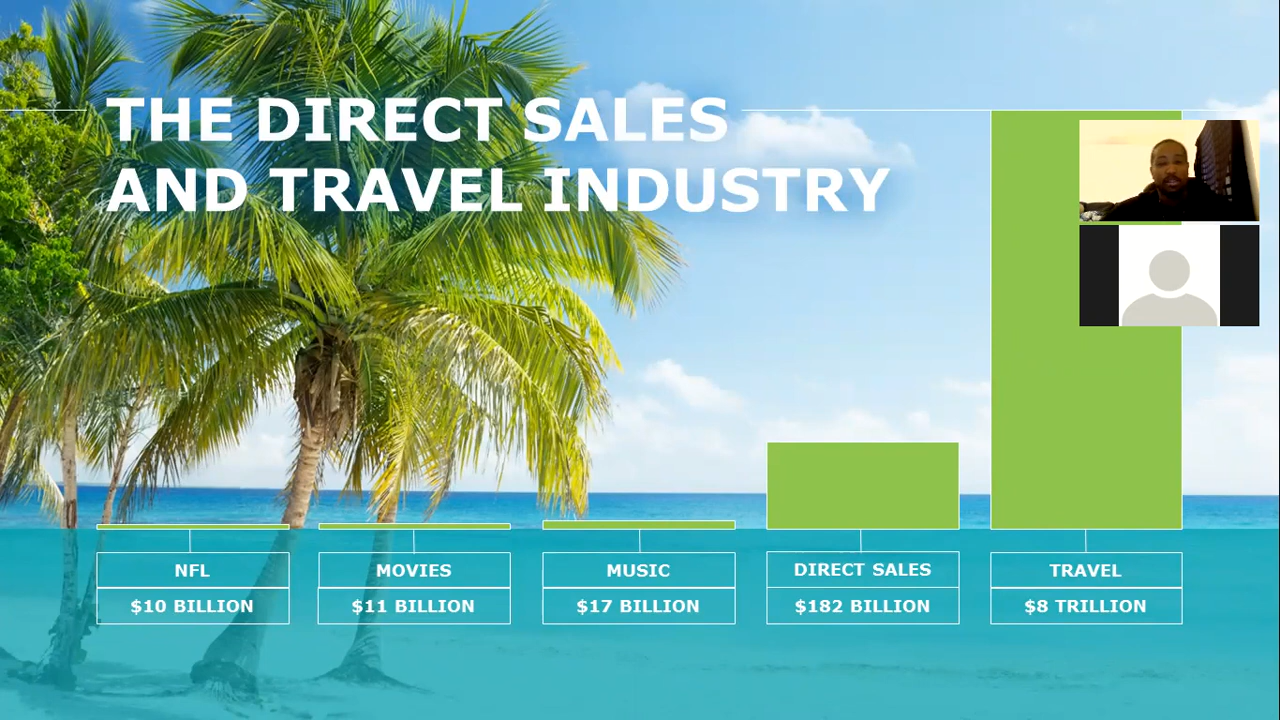 THE DIRECT SALES
AND TRAVEL INDUSTRY
NFL
$10 BILLION
MOVIES
$11 BILLION
MUSIC
$17 BILLION
DIRECT SALES
$182 BILLION
TRAVEL
$8 TRILLION